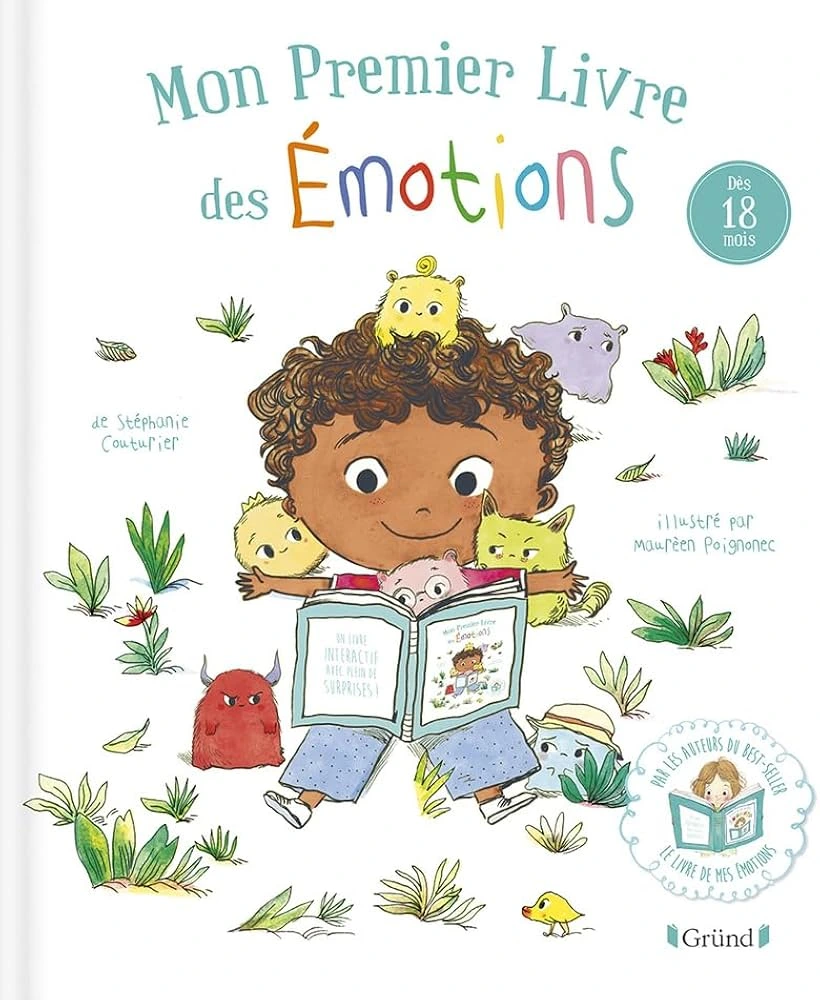 Mon Premier Livre
des Émotions
Dès
18
mois
de Stéphanie
Couturier
illustré par
Maurèen Poignonec
UN LIVRE
INTERACTIF
AVEC PLEIN DE
SURPRISES !
Mon Premier Livre
des Émotions
PAR LES AUTEURS DU BEST-SELLER
LE LIVRE DE MES ÉMOTIONS
Gründ